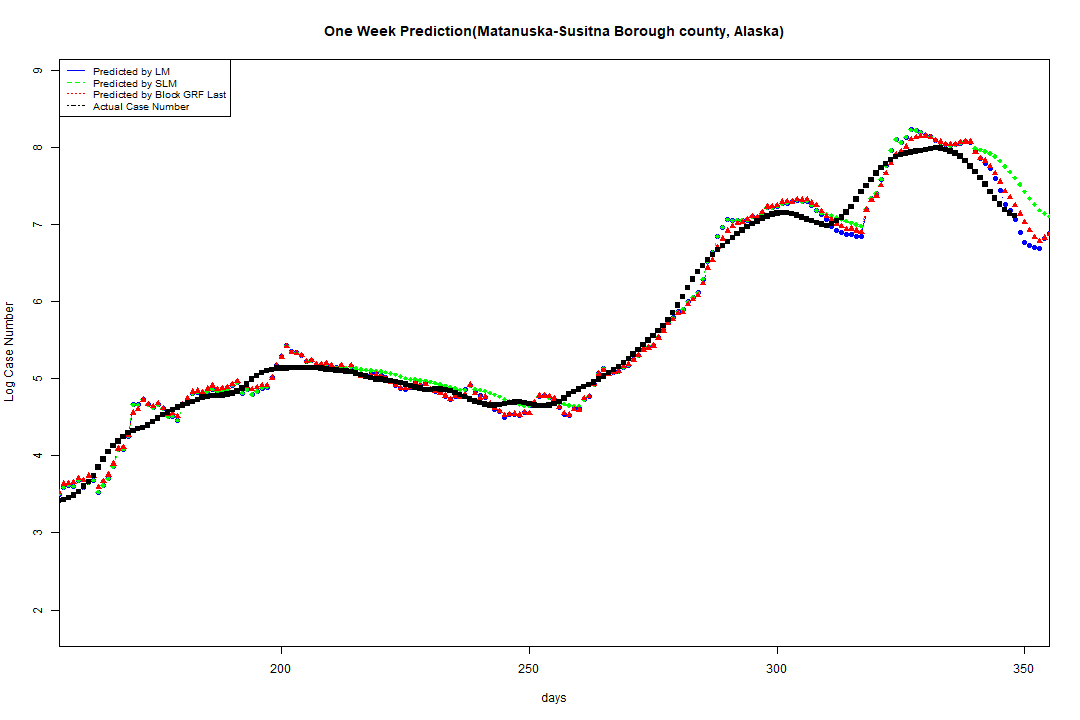 One Week Prediction(Matanuska-Susitna Borough county, Alaska)
Predicted by LM
Predicted by SLM
Predicted by Block GRF Last
Actual Case Number
9
8
7
6
5
4
3
2
Log Case Number
200 250 300 350
days